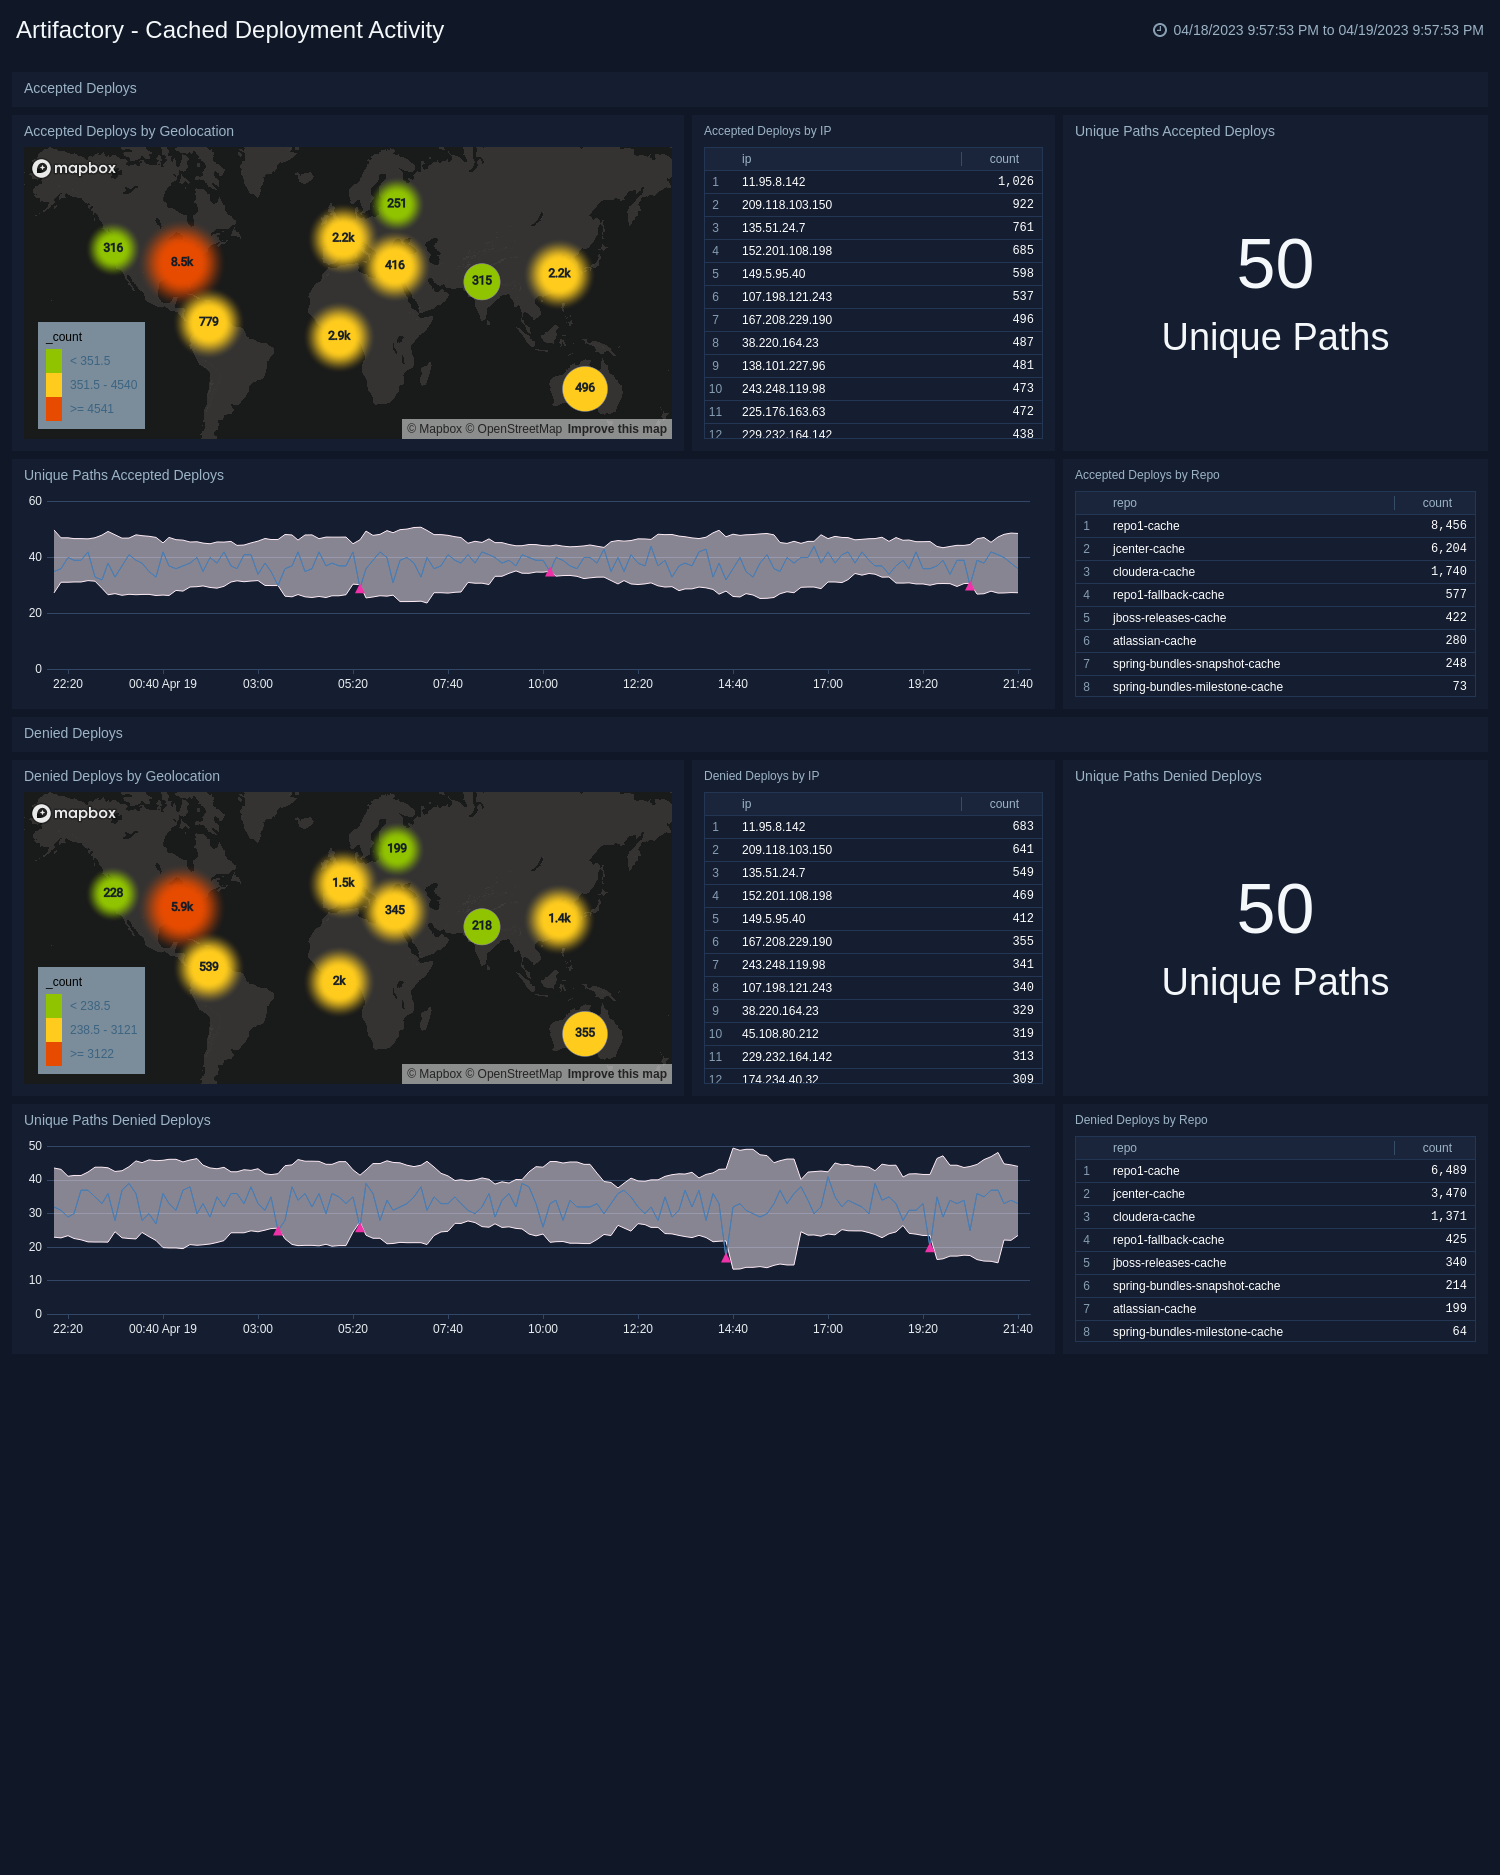 Artifactory - Cached Deployment Activity
04/18/2023 9:57:53 PM to 04/19/2023 9:57:53 PM
Accepted Deploys
Accepted Deploys by Geolocation
mapbox
251
2.2k
316
8.5k
416
2.2k
315
779
2.9k
496
_count
< 351.5
351.5 - 4540
>= 4541
© Mapbox © OpenStreetMap Improve this map
Accepted Deploys by IP
ip count
1 11.95.8.142 1,026
2 209.118.103.150 922
3 135.51.24.7 761
4 152.201.108.198 685
5 149.5.95.40 598
6 107.198.121.243 537
7 167.208.229.190 496
8 38.220.164.23 487
9 138.101.227.96 481
10 243.248.119.98 473
11 225.176.163.63 472
12 229.232.164.142 438
Unique Paths Accepted Deploys
50
Unique Paths
Unique Paths Accepted Deploys
60
40
20
0
22:20 00:40 Apr 19 03:00 05:20 07:40 10:00 12:20 14:40 17:00 19:20 21:40
Accepted Deploys by Repo
repo count
1 repo1-cache 8,456
2 jcenter-cache 6,204
3 cloudera-cache 1,740
4 repo1-fallback-cache 577
5 jboss-releases-cache 422
6 atlassian-cache 280
7 spring-bundles-snapshot-cache 248
8 spring-bundles-milestone-cache 73
Denied Deploys
Denied Deploys by Geolocation
mapbox
199
1.5k
228
5.9k
345
1.4k
218
539
2k
355
_count
< 238.5
238.5 - 3121
>= 3122
© Mapbox © OpenStreetMap Improve this map
Denied Deploys by IP
ip count
1 11.95.8.142 683
2 209.118.103.150 641
3 135.51.24.7 549
4 152.201.108.198 469
5 149.5.95.40 412
6 167.208.229.190 355
7 243.248.119.98 341
8 107.198.121.243 340
9 38.220.164.23 329
10 45.108.80.212 319
11 229.232.164.142 313
12 174.234.40.32 309
Unique Paths Denied Deploys
50
Unique Paths
Unique Paths Denied Deploys
50
40
30
20
10
0
22:20 00:40 Apr 19 03:00 05:20 07:40 10:00 12:20 14:40 17:00 19:20 21:40
Denied Deploys by Repo
repo count
1 repo1-cache 6,489
2 jcenter-cache 3,470
3 cloudera-cache 1,371
4 repo1-fallback-cache 425
5 jboss-releases-cache 340
6 spring-bundles-snapshot-cache 214
7 atlassian-cache 199
8 spring-bundles-milestone-cache 64